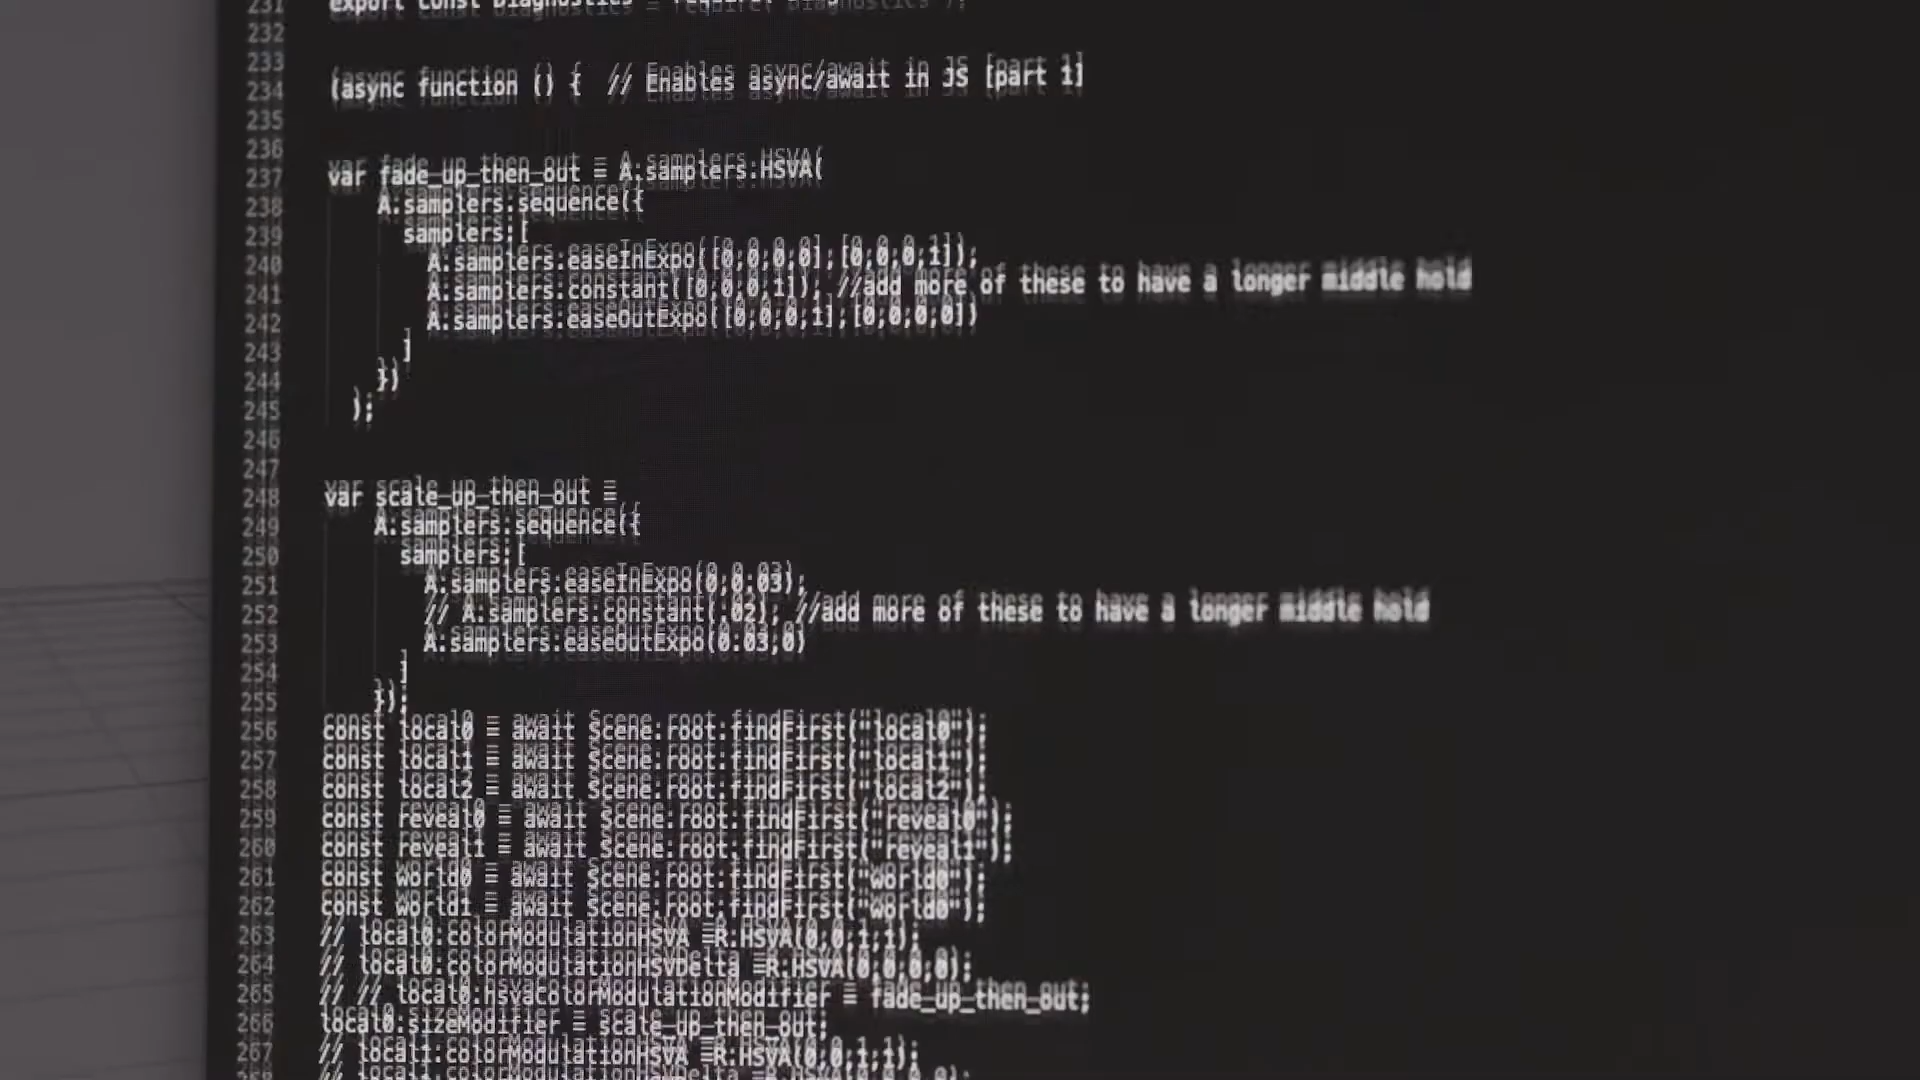 231 export const Diagnostics = require('Diagnostics');
232
233
234 (async function () { // Enables async/await in JS [part 1]
235
236
237 var fade_up_then_out = A.samplers.HSVA(
238 A.samplers.sequence({
239 samplers:[
240 A.samplers.easeInExpo([0,0,0,0],[0,0,0,1]),
241 A.samplers.constant([0,0,0,1]), //add more of these to have a longer middle hold
242 A.samplers.easeOutExpo([0,0,0,1],[0,0,0,0])
243 ]
244 })
245 );
246
247
248 var scale_up_then_out =
249 A.samplers.sequence({
250 samplers:[
251 A.samplers.easeInExpo(0,0.03),
252 // A.samplers.constant(.02), //add more of these to have a longer middle hold
253 A.samplers.easeOutExpo(0.03,0)
254 ]
255 });
256 const local0 = await Scene.root.findFirst("local0");
257 const local1 = await Scene.root.findFirst("local1");
258 const local2 = await Scene.root.findFirst("local2");
259 const reveal0 = await Scene.root.findFirst("reveal0");
260 const reveal1 = await Scene.root.findFirst("reveal1");
261 const world0 = await Scene.root.findFirst("world0");
262 const world1 = await Scene.root.findFirst("world0");
263 // local0.colorModulationHSVA =R.HSVA(0,0,1,1);
264 // local0.colorModulationHSVDelta =R.HSVA(0,0,0,0);
265 // // local0.hsvaColorModulationModifier = fade_up_then_out;
266 local0.sizeModifier = scale_up_then_out;
267 // local1.colorModulationHSVA =R.HSVA(0,0,1,1);